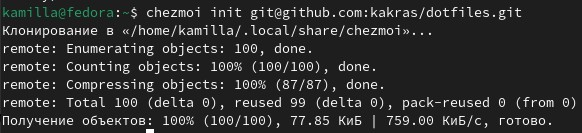 kamilla@fedora:~$ chezmoi init git@github.com:kakras/dotfiles.git
Клонирование в «/home/kamilla/.local/share/chezmoi»...
remote: Enumerating objects: 100, done.
remote: Counting objects: 100% (100/100), done.
remote: Compressing objects: 100% (87/87), done.
remote: Total 100 (delta 0), reused 99 (delta 0), pack-reused 0 (from 0)
Получение объектов: 100% (100/100), 77.85 КиБ | 759.00 КиБ/с, готово.